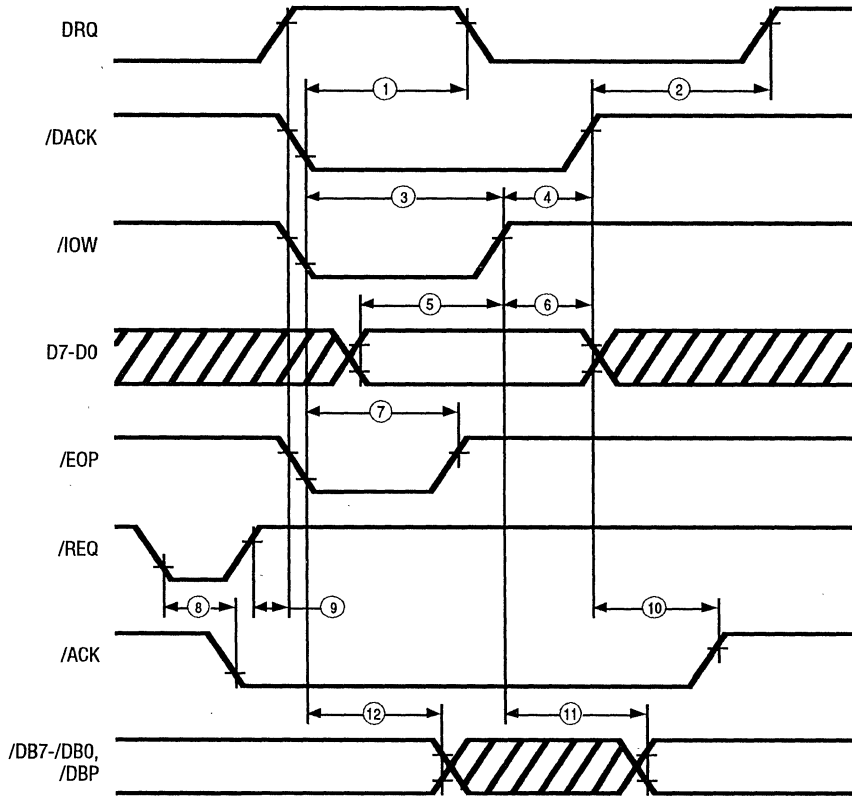 DRQ
1
2
/DACK
3
4
/IOW
5
6
D7-D0
7
/EOP
/REQ
8
9
10
/ACK
12
11
/DB7-/DB0,
/DBP